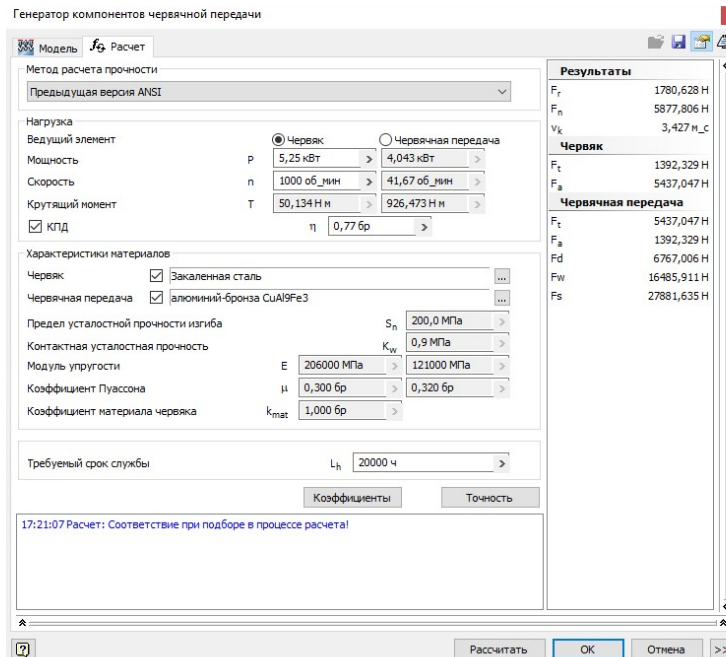 Генератор компонентов червячной передачи
Модель
fG Расчет
Метод расчета прочности
Предыдущая версия ANSI
Нагрузка
Ведущий элемент Червяк Червячная передача
Мощность P 5,25 кВт 4,043 кВт
Скорость n 1000 об_мин 41,67 об_мин
Крутящий момент T 50,134 Н м 926,473 Н м
КПД η 0,77 бр
Характеристики материалов
Червяк Закаленная сталь ...
Червячная передача алюминий-бронза CuAl9Fe3 ...
Предел усталостной прочности изгиба Sn 200,0 МПа
Контактная усталостная прочность Kw 0,9 МПа
Модуль упругости E 206000 МПа 121000 МПа
Коэффициент Пуассона μ 0,300 бр 0,320 бр
Коэффициент материала червяка kmat 1,000 бр
Требуемый срок службы Lh 20000 ч
Коэффициенты Точность
17:21:07 Расчет: Соответствие при подборе в процессе расчета!
Результаты
Fr 1780,628 Н
Fn 5877,806 Н
vk 3,427 м_с
Червяк
Ft 1392,329 Н
Fa 5437,047 Н
Червячная передача
Ft 5437,047 Н
Fa 1392,329 Н
Fd 6767,006 Н
Fw 16485,911 Н
Fs 27881,635 Н
Рассчитать ОК Отмена >>